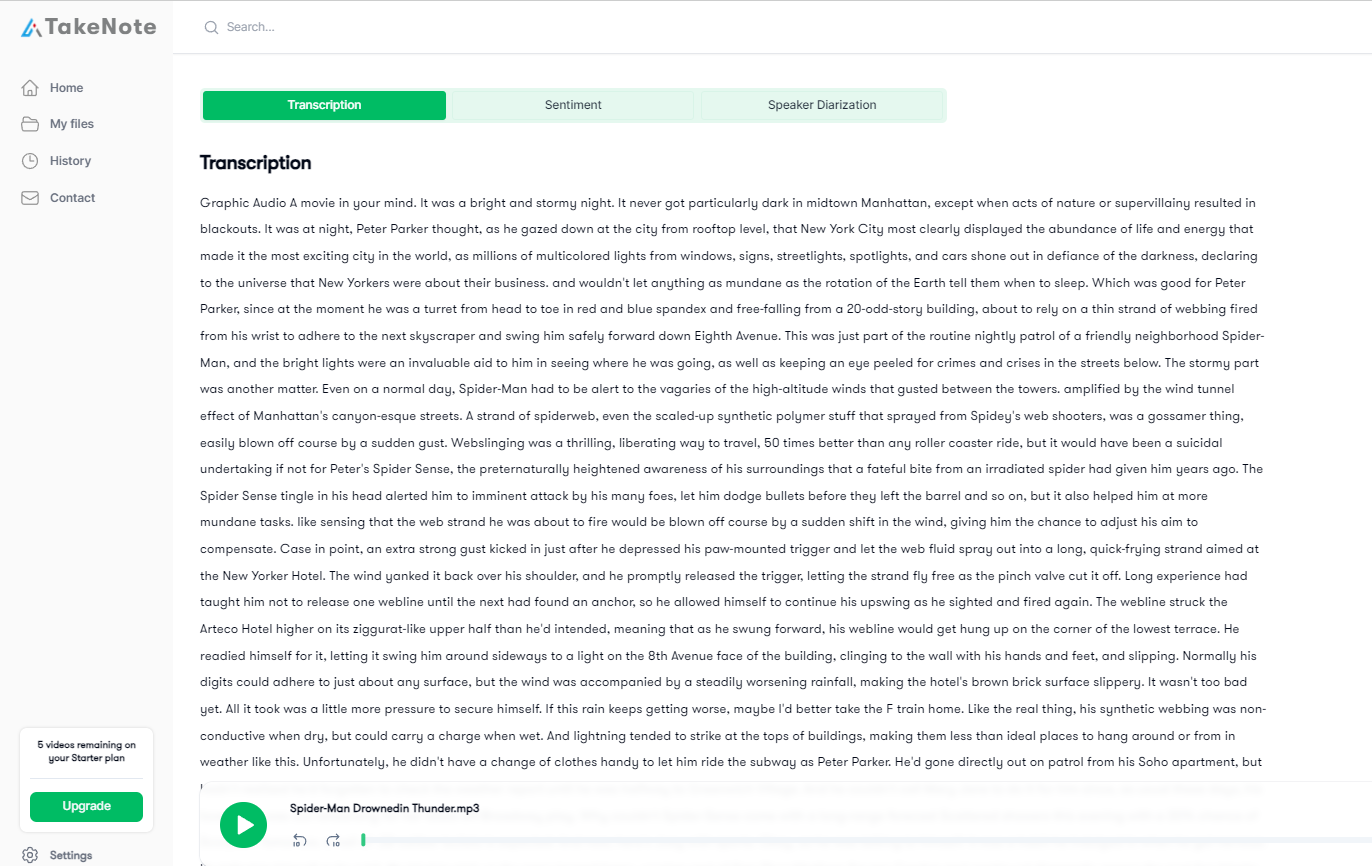 TakeNote
Search...
Home
My files
History
Contact
Transcription
Sentiment
Speaker Diarization
Transcription
Graphic Audio A movie in your mind. It was a bright and stormy night. It never got particularly dark in midtown Manhattan, except when acts of nature or supervillainy resulted in
blackouts. It was at night, Peter Parker thought, as he gazed down at the city from rooftop level, that New York City most clearly displayed the abundance of life and energy that
made it the most exciting city in the world, as millions of multicolored lights from windows, signs, streetlights, spotlights, and cars shone out in defiance of the darkness, declaring
to the universe that New Yorkers were about their business. and wouldn't let anything as mundane as the rotation of the Earth tell them when to sleep. Which was good for Peter
Parker, since at the moment he was a turret from head to toe in red and blue spandex and free-falling from a 20-odd-story building, about to rely on a thin strand of webbing fired
from his wrist to adhere to the next skyscraper and swing him safely forward down Eighth Avenue. This was just part of the routine nightly patrol of a friendly neighborhood Spider-
Man, and the bright lights were an invaluable aid to him in seeing where he was going, as well as keeping an eye peeled for crimes and crises in the streets below. The stormy part
was another matter. Even on a normal day, Spider-Man had to be alert to the vagaries of the high-altitude winds that gusted between the towers. amplified by the wind tunnel
effect of Manhattan's canyon-esque streets. A strand of spiderweb, even the scaled-up synthetic polymer stuff that sprayed from Spidey's web shooters, was a gossamer thing,
easily blown off course by a sudden gust. Webslinging was a thrilling, liberating way to travel, 50 times better than any roller coaster ride, but it would have been a suicidal
undertaking if not for Peter's Spider Sense, the preternaturally heightened awareness of his surroundings that a fateful bite from an irradiated spider had given him years ago. The
Spider Sense tingle in his head alerted him to imminent attack by his many foes, let him dodge bullets before they left the barrel and so on, but it also helped him at more
mundane tasks. like sensing that the web strand he was about to fire would be blown off course by a sudden shift in the wind, giving him the chance to adjust his aim to
compensate. Case in point, an extra strong gust kicked in just after he depressed his paw-mounted trigger and let the web fluid spray out into a long, quick-frying strand aimed at
the New Yorker Hotel. The wind yanked it back over his shoulder, and he promptly released the trigger, letting the strand fly free as the pinch valve cut it off. Long experience had
taught him not to release one webline until the next had found an anchor, so he allowed himself to continue his upswing as he sighted and fired again. The webline struck the
Arteco Hotel higher on its ziggurat-like upper half than he'd intended, meaning that as he swung forward, his webline would get hung up on the corner of the lowest terrace. He
readied himself for it, letting it swing him around sideways to a light on the 8th Avenue face of the building, clinging to the wall with his hands and feet, and slipping. Normally his
digits could adhere to just about any surface, but the wind was accompanied by a steadily worsening rainfall, making the hotel's brown brick surface slippery. It wasn't too bad
yet. All it took was a little more pressure to secure himself. If this rain keeps getting worse, maybe I'd better take the F train home. Like the real thing, his synthetic webbing was non-
conductive when dry, but could carry a charge when wet. And lightning tended to strike at the tops of buildings, making them less than ideal places to hang around or from in
weather like this. Unfortunately, he didn't have a change of clothes handy to let him ride the subway as Peter Parker. He'd gone directly out on patrol from his Soho apartment, but
5 videos remaining on
your Starter plan
Upgrade
Settings
Spider-Man Drownedin Thunder.mp3
10
10